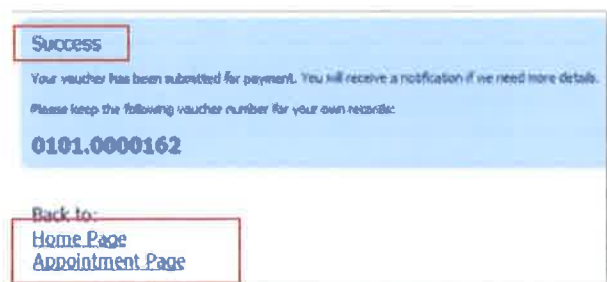 Success
Your voucher has been submitted for payment. You will receive a notification if we need more details.
Please keep the following voucher number for your own records:
0101.0000162
Back to:
Home Page
Appointment Page